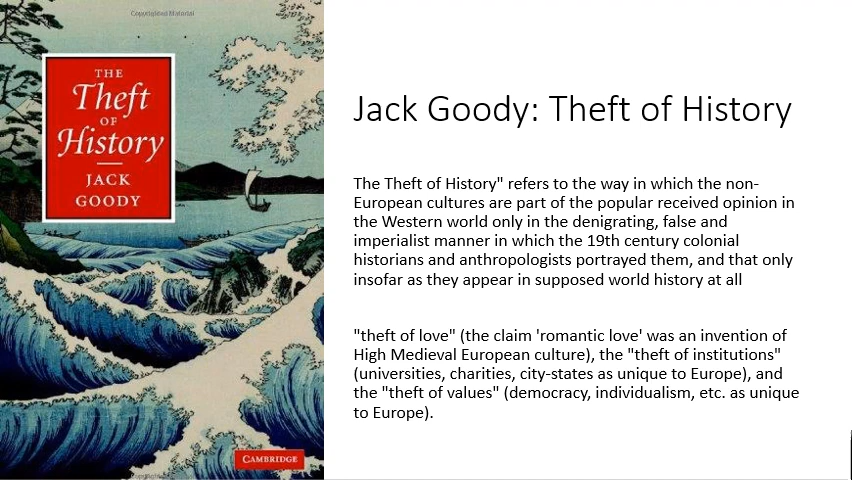 Copyrighted Material
THE
Theft
OF
History
JACK
GOODY
CAMBRIDGE
Copyrighted Material
Jack Goody: Theft of History
The Theft of History" refers to the way in which the non-
European cultures are part of the popular received opinion in
the Western world only in the denigrating, false and
imperialist manner in which the 19th century colonial
historians and anthropologists portrayed them, and that only
insofar as they appear in supposed world history at all
"theft of love" (the claim 'romantic love' was an invention of
High Medieval European culture), the "theft of institutions"
(universities, charities, city-states as unique to Europe), and
the "theft of values" (democracy, individualism, etc. as unique
to Europe).